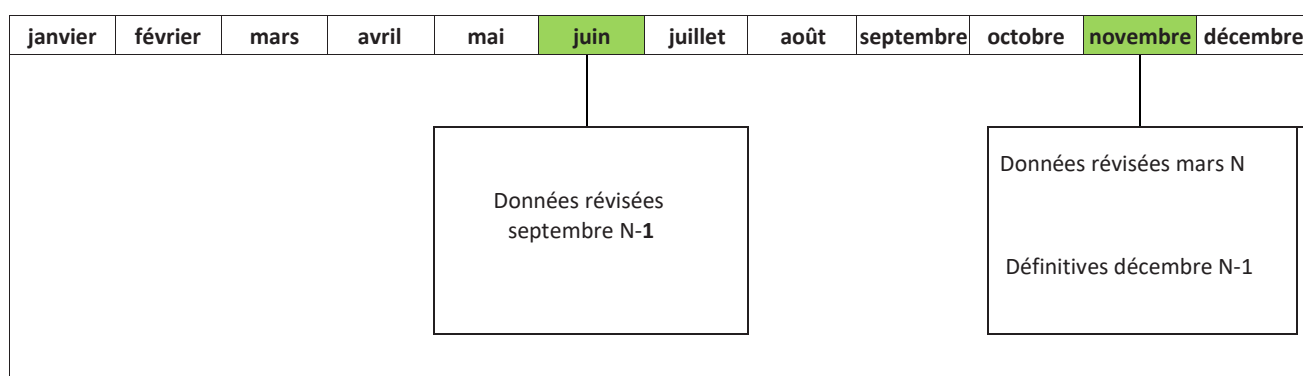 janvier février mars avril mai juin juillet août septembre octobre novembre décembre
Données révisées
septembre N-1
Données révisées mars N
Définitives décembre N-1